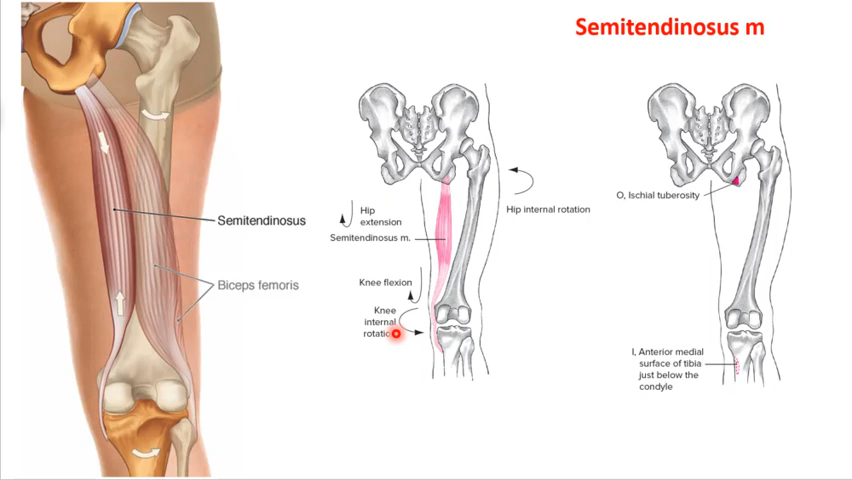 Semitendinosus m
Semitendinosus
Biceps femoris
Hip
extension
Semitendinosus m.
Knee flexion
Knee
internal
Hip internal rotation
O, Ischial tuberosity
I, Anterior medial
surface of tibia
just below the
condyle